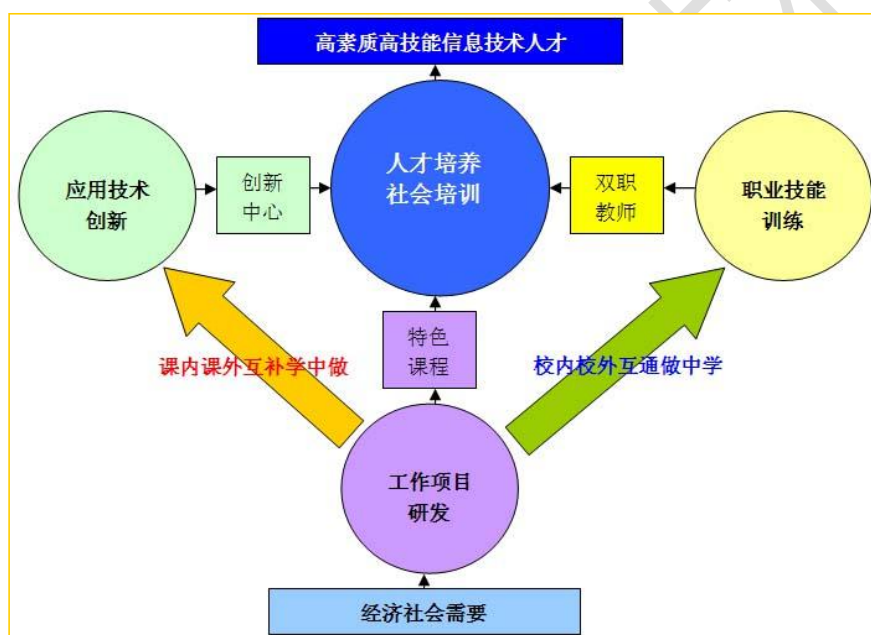 高素质高技能信息技术人才
人才培养
社会培训
应用技术
创新
创新
中心
双职
教师
职业技能
训练
特色
课程
课内课外互补学中做
校内校外互通做中学
工作项目
研发
经济社会需要